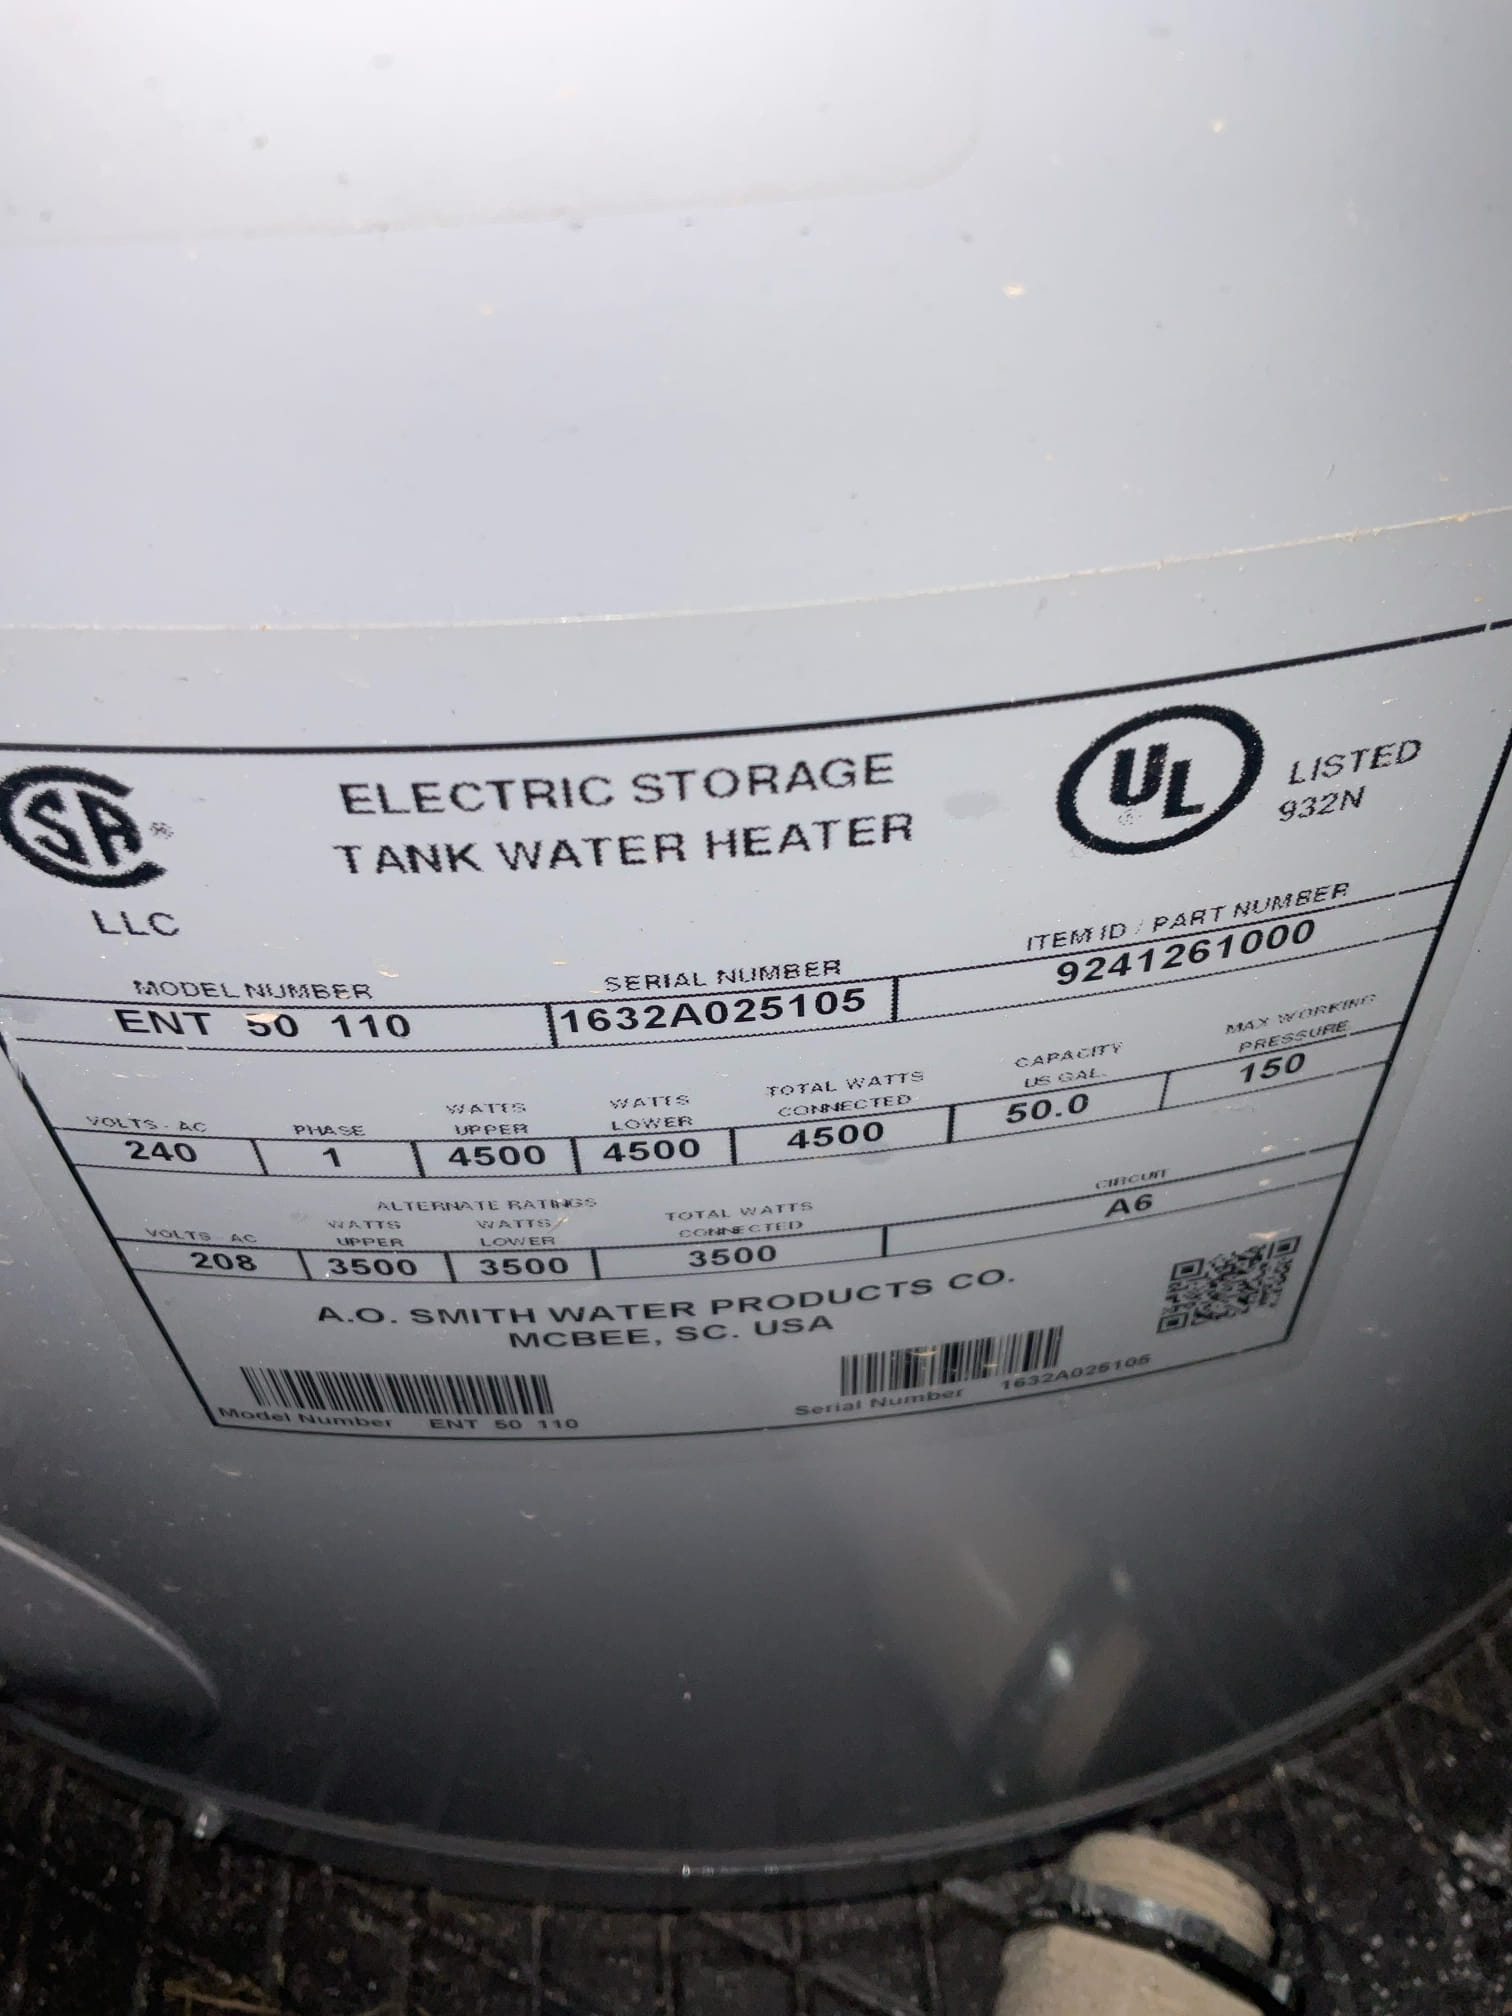 SA ®
LLC
ELECTRIC STORAGE
TANK WATER HEATER
UL LISTED
932N
MODEL NUMBER SERIAL NUMBER ITEM ID / PART NUMBER
ENT 50 110 1632A025105 9241261000
VOLTS - AC PHASE WATTS UPPER WATTS LOWER TOTAL WATTS CONNECTED CAPACITY US GAL. MAX WORKING PRESSURE
240 1 4500 4500 4500 50.0 150
ALTERNATE RATINGS
VOLTS AC WATTS UPPER WATTS LOWER TOTAL WATTS CONNECTED CIRCUIT
208 3500 3500 3500 A6
A.O. SMITH WATER PRODUCTS CO.
MCBEE, SC. USA
Model Number ENT 50 110
Serial Number 1632A025105